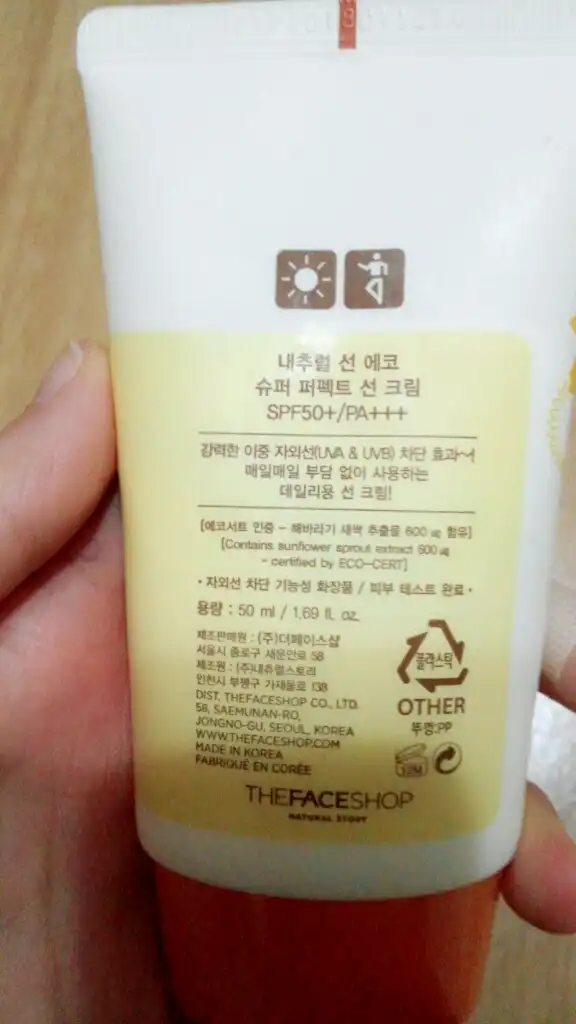 내추럴 선 에코
슈퍼 퍼펙트 선 크림
SPF50+/PA+++
강력한 이중 자외선(UVA & UVB) 차단 효과~!
매일매일 부담 없이 사용하는
데일리용 선 크림!
[에코서트 인증 - 해바라기 새싹 추출물 600 ㎍ 함유]
[Contains sunflower sprout extract 600 ㎍
- certified by ECO-CERT]
• 자외선 차단 기능성 화장품 / 피부 테스트 완료 •
용량 : 50 ml / 1.69 fl. oz.
제조판매원 : (주)더페이스샵
서울시 종로구 새문안로 58
제조원 : (주)내츄럴스토리
인천시 부평구 가재울로 138
DIST. THEFACESHOP CO., LTD.
58, SAEMUNAN-RO,
JONGNO-GU, SEOUL, KOREA
WWW.THEFACESHOP.COM
MADE IN KOREA
FABRIQUÉ EN CORÉE
플라스틱
OTHER
뚜껑:PP
12M
THEFACESHOP
NATURAL STORY